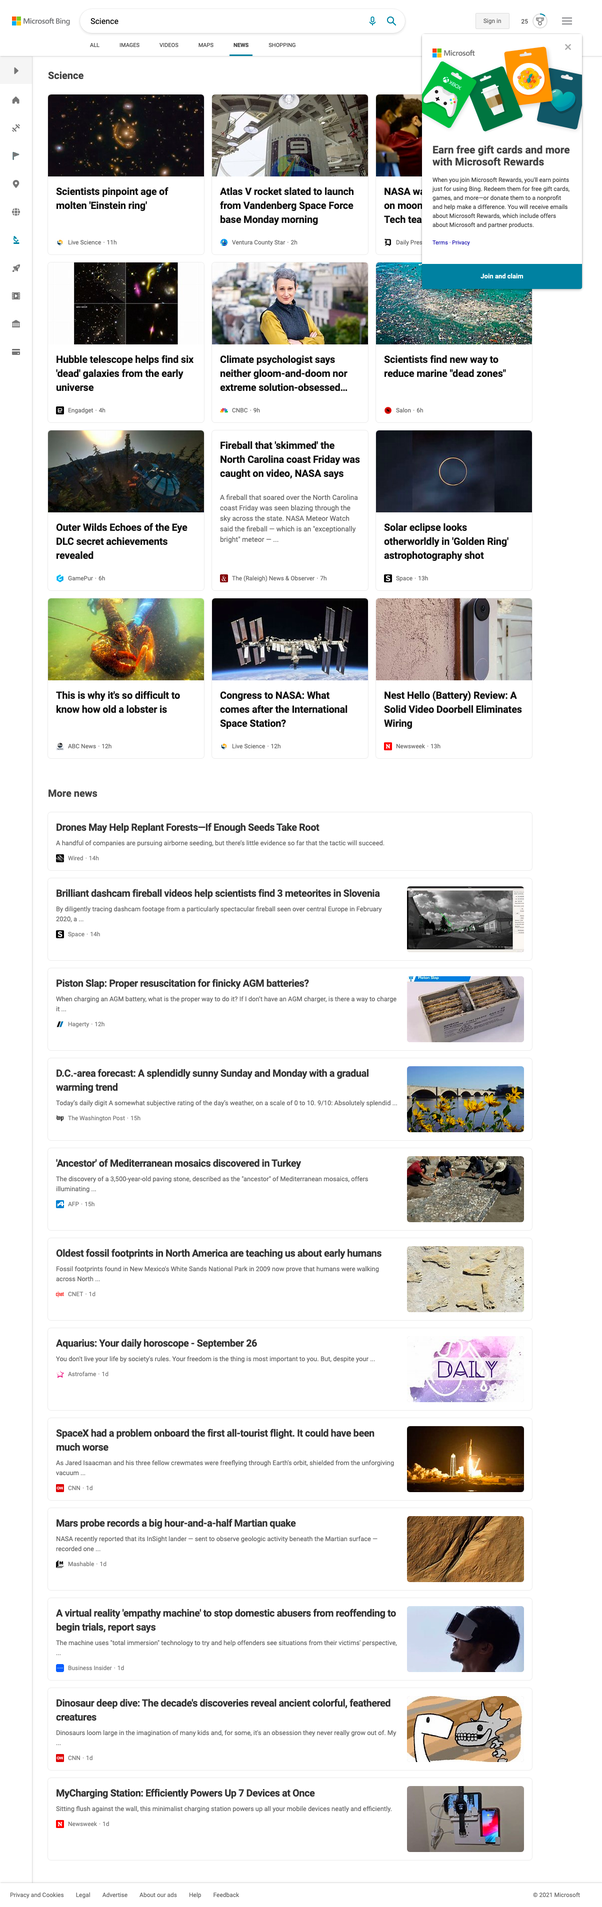 Microsoft Bing
Science
Sign in
25
ALL IMAGES VIDEOS MAPS NEWS SHOPPING
Microsoft
XBOX
Earn free gift cards and more
with Microsoft Rewards
When you join Microsoft Rewards, you'll earn points
just for using Bing. Redeem them for free gift cards,
games, and more—or donate them to a nonprofit
and help make a difference. You will receive emails
about Microsoft Rewards, which include offers
about Microsoft and partner products.
Terms · Privacy
Join and claim
Science
Scientists pinpoint age of
molten 'Einstein ring'
Live Science · 11h
Atlas V rocket slated to launch
from Vandenberg Space Force
base Monday morning
Ventura County Star · 2h
NASA wa
on moon
Tech tea
Daily Pres
Hubble telescope helps find six
'dead' galaxies from the early
universe
Engadget · 4h
Climate psychologist says
neither gloom-and-doom nor
extreme solution-obsessed...
CNBC · 9h
Scientists find new way to
reduce marine "dead zones"
Salon · 6h
Outer Wilds Echoes of the Eye
DLC secret achievements
revealed
GamePur · 6h
Fireball that 'skimmed' the
North Carolina coast Friday was
caught on video, NASA says
A fireball that soared over the North Carolina
coast Friday was seen blazing through the
sky across the state. NASA Meteor Watch
said the fireball — which is an "exceptionally
bright" meteor — ...
The (Raleigh) News & Observer · 7h
Solar eclipse looks
otherworldly in 'Golden Ring'
astrophotography shot
Space · 13h
This is why it's so difficult to
know how old a lobster is
ABC News · 12h
Congress to NASA: What
comes after the International
Space Station?
Live Science · 12h
Nest Hello (Battery) Review: A
Solid Video Doorbell Eliminates
Wiring
Newsweek · 13h
More news
Drones May Help Replant Forests—If Enough Seeds Take Root
A handful of companies are pursuing airborne seeding, but there's little evidence so far that the tactic will succeed.
Wired · 14h
Brilliant dashcam fireball videos help scientists find 3 meteorites in Slovenia
By diligently tracing dashcam footage from a particularly spectacular fireball seen over central Europe in February
2020, a ...
Space · 14h
Piston Slap: Proper resuscitation for finicky AGM batteries?
When charging an AGM battery, what is the proper way to do it? If I don't have an AGM charger, is there a way to charge
it ...
Hagerty · 12h
Piston Slap
D.C.-area forecast: A splendidly sunny Sunday and Monday with a gradual
warming trend
Today's daily digit A somewhat subjective rating of the day's weather, on a scale of 0 to 10. 9/10: Absolutely splendid ...
The Washington Post · 15h
'Ancestor' of Mediterranean mosaics discovered in Turkey
The discovery of a 3,500-year-old paving stone, described as the "ancestor" of Mediterranean mosaics, offers
illuminating ...
AFP · 15h
Oldest fossil footprints in North America are teaching us about early humans
Fossil footprints found in New Mexico's White Sands National Park in 2009 now prove that humans were walking
across North ...
CNET · 1d
Aquarius: Your daily horoscope - September 26
You don't live your life by society's rules. Your freedom is the thing is most important to you. But, despite your ...
Astrofame · 1d
DAILY
SpaceX had a problem onboard the first all-tourist flight. It could have been
much worse
As Jared Isaacman and his three fellow crewmates were freeflying through Earth's orbit, shielded from the unforgiving
vacuum ...
CNN · 1d
Mars probe records a big hour-and-a-half Martian quake
NASA recently reported that its InSight lander — sent to observe geologic activity beneath the Martian surface —
recorded one ...
Mashable · 1d
A virtual reality 'empathy machine' to stop domestic abusers from reoffending to
begin trials, report says
The machine uses "total immersion" technology to try and help offenders see situations from their victims' perspective,
...
Business Insider · 1d
Dinosaur deep dive: The decade's discoveries reveal ancient colorful, feathered
creatures
Dinosaurs loom large in the imagination of many kids and, for some, it's an obsession they never really grow out of. My
...
CNN · 1d
MyCharging Station: Efficiently Powers Up 7 Devices at Once
Sitting flush against the wall, this minimalist charging station powers up all your mobile devices neatly and efficiently.
Newsweek · 1d
Privacy and Cookies Legal Advertise About our ads Help Feedback © 2021 Microsoft